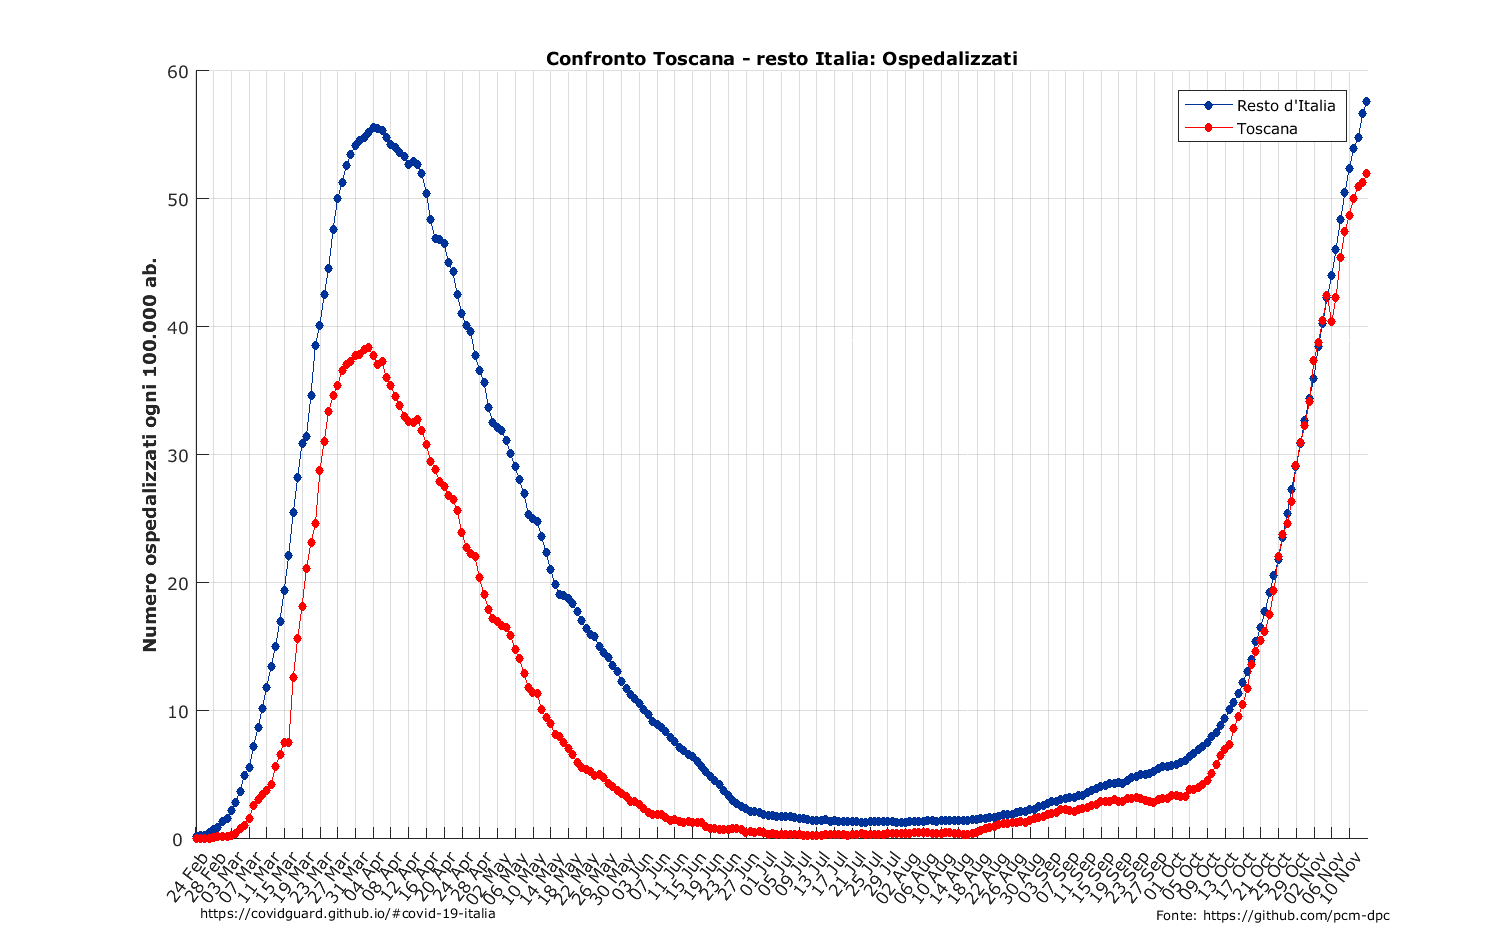 Confronto Toscana - resto Italia: Ospedalizzati
Resto d'Italia
Toscana
Numero ospedalizzati ogni 100.000 ab.
60
50
40
30
20
10
0
24 Feb
28 Feb
03 Mar
07 Mar
11 Mar
15 Mar
19 Mar
23 Mar
27 Mar
31 Mar
04 Apr
08 Apr
12 Apr
16 Apr
20 Apr
24 Apr
28 Apr
02 May
06 May
10 May
14 May
18 May
22 May
26 May
30 May
03 Jun
07 Jun
11 Jun
15 Jun
19 Jun
23 Jun
27 Jun
01 Jul
05 Jul
09 Jul
13 Jul
17 Jul
21 Jul
25 Jul
29 Jul
02 Aug
06 Aug
10 Aug
14 Aug
18 Aug
22 Aug
26 Aug
30 Aug
03 Sep
07 Sep
11 Sep
15 Sep
19 Sep
23 Sep
27 Sep
01 Oct
05 Oct
09 Oct
13 Oct
17 Oct
21 Oct
25 Oct
29 Oct
02 Nov
06 Nov
10 Nov
https://covidguard.github.io/#covid-19-italia
Fonte: https://github.com/pcm-dpc